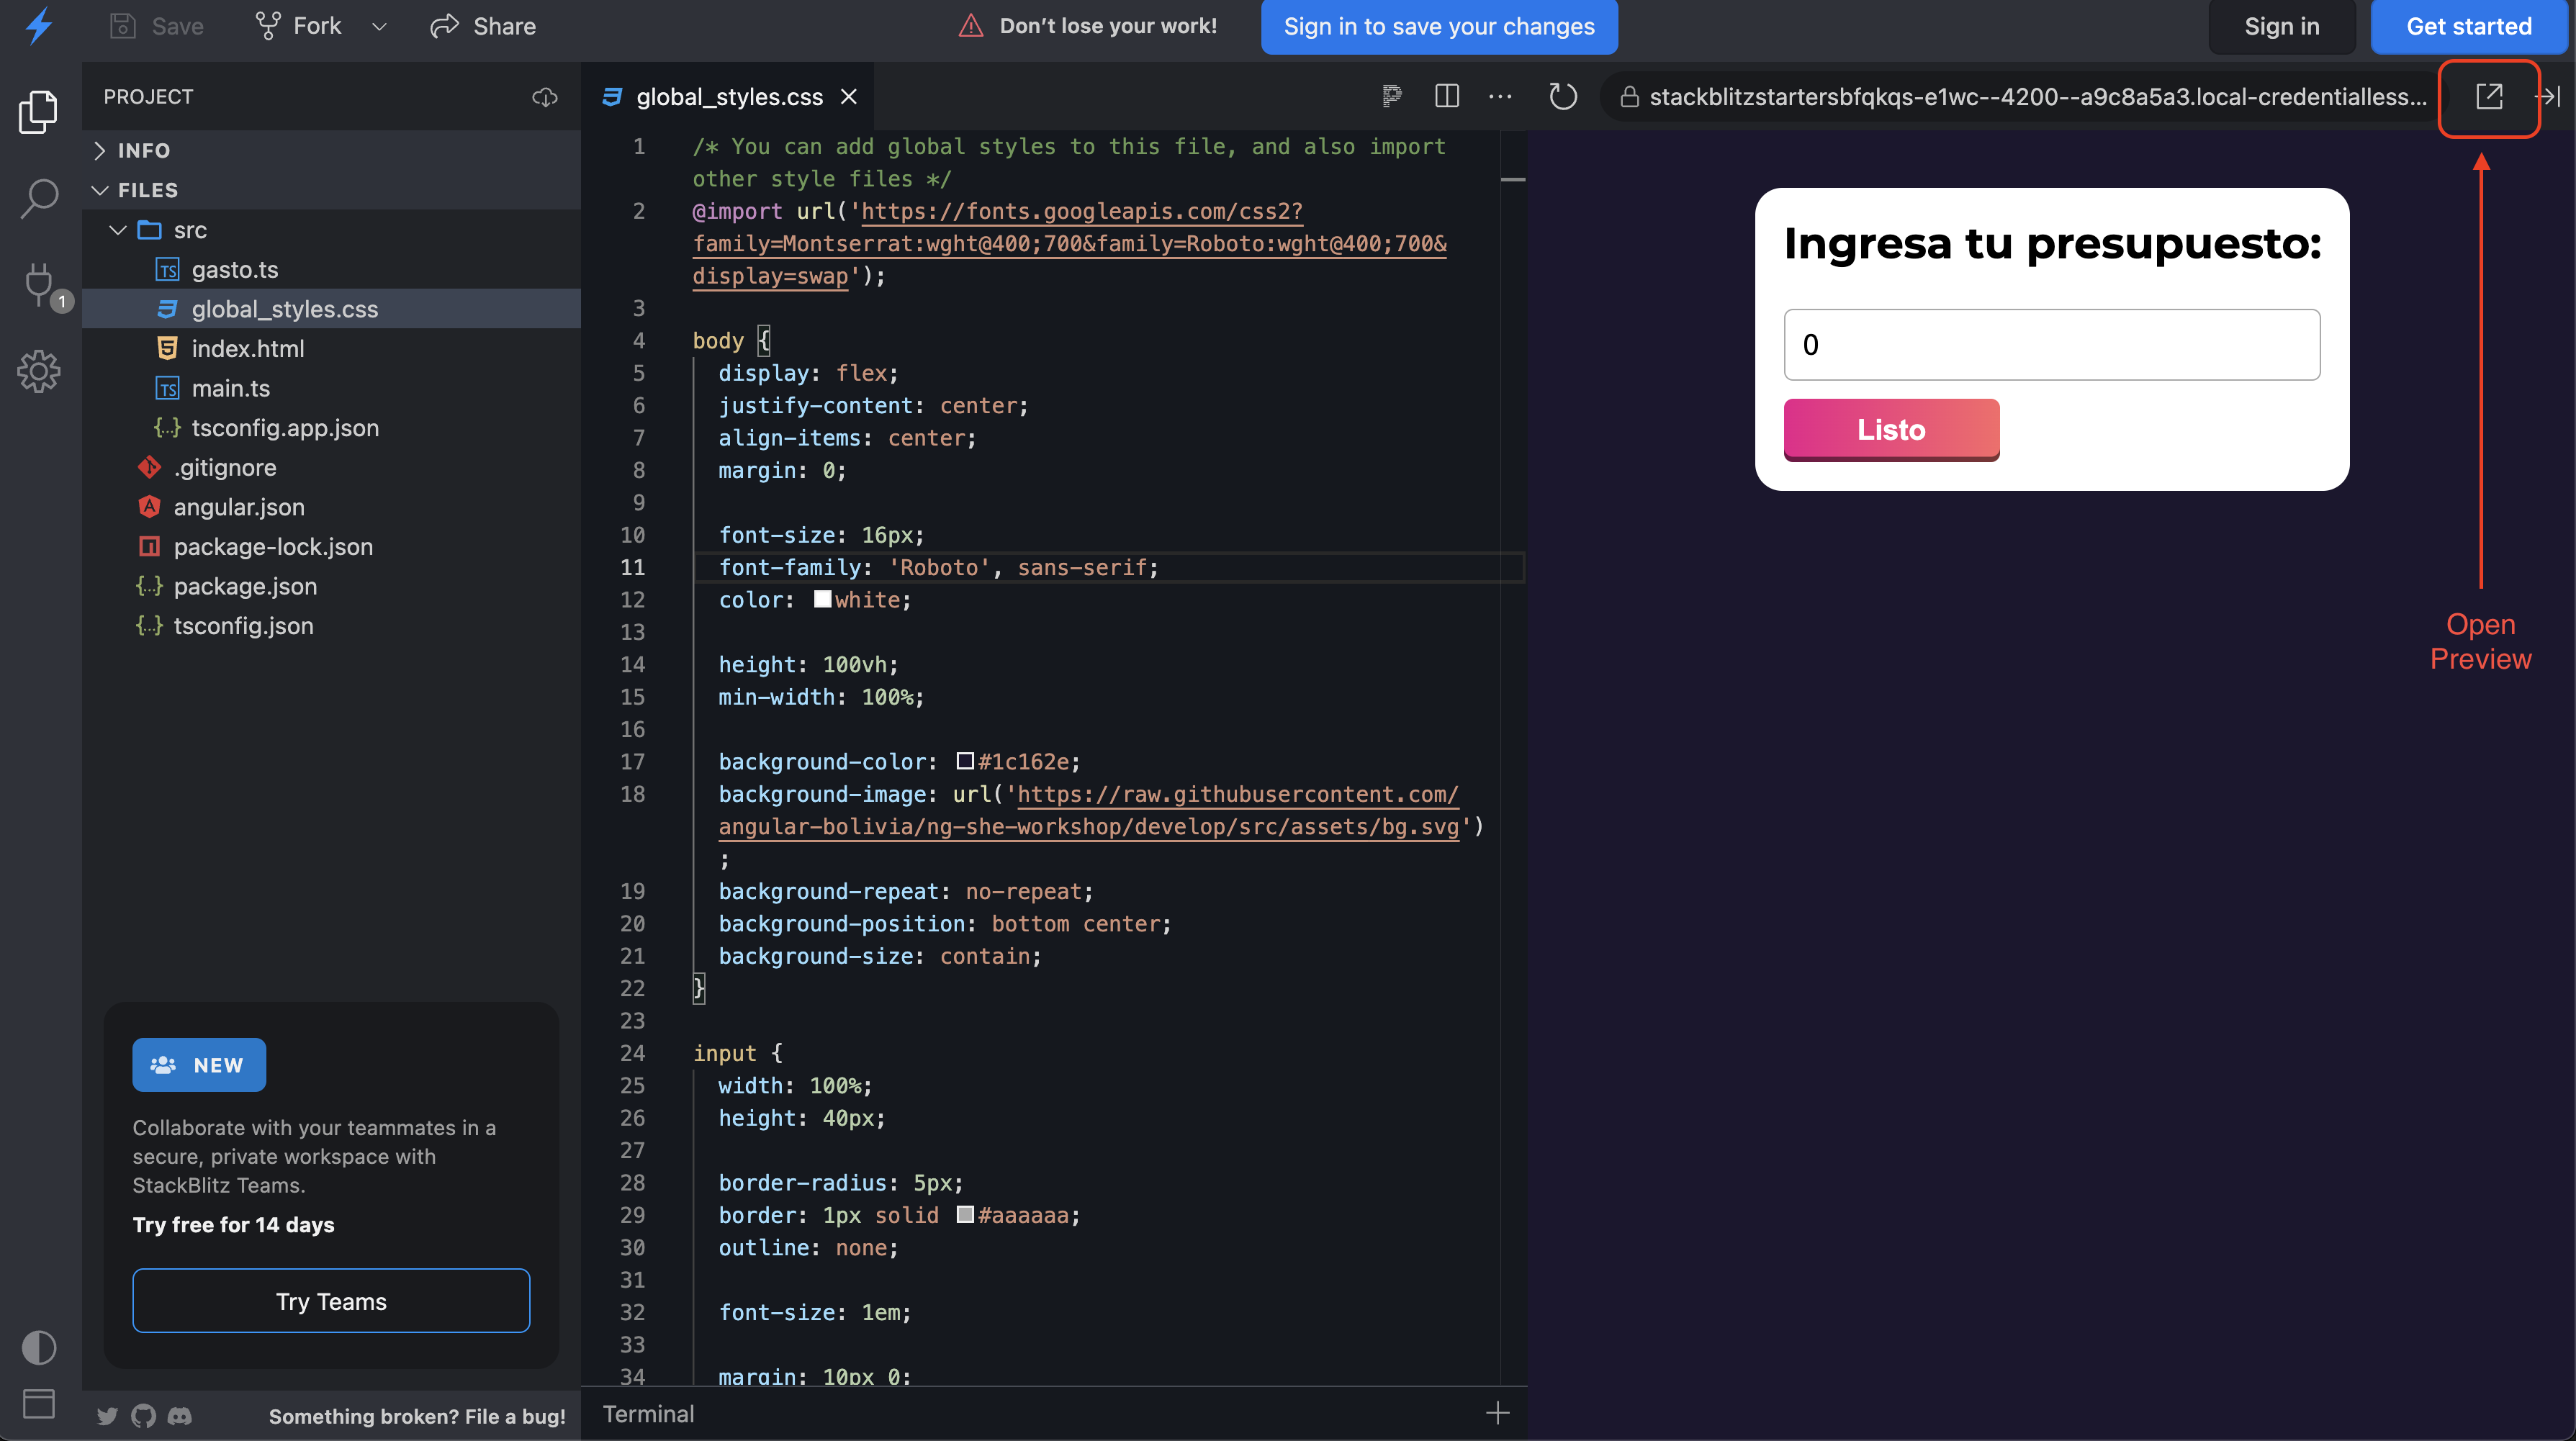 Save
Fork
Share
Don’t lose your work!
Sign in to save your changes
Sign in
Get started
PROJECT
INFO
FILES
src
gasto.ts
global_styles.css
index.html
main.ts
tsconfig.app.json
.gitignore
angular.json
package-lock.json
package.json
tsconfig.json
1
NEW
Collaborate with your teammates in a
secure, private workspace with
StackBlitz Teams.
Try free for 14 days
Try Teams
Something broken? File a bug!
global_styles.css
1 /* You can add global styles to this file, and also import
other style files */
2 @import url('https://fonts.googleapis.com/css2?
family=Montserrat:wght@400;700&family=Roboto:wght@400;700&
display=swap');
3
4 body {
5 display: flex;
6 justify-content: center;
7 align-items: center;
8 margin: 0;
9
10 font-size: 16px;
11 font-family: 'Roboto', sans-serif;
12 color: white;
13
14 height: 100vh;
15 min-width: 100%;
16
17 background-color: #1c162e;
18 background-image: url('https://raw.githubusercontent.com/
angular-bolivia/ng-she-workshop/develop/src/assets/bg.svg')
;
19 background-repeat: no-repeat;
20 background-position: bottom center;
21 background-size: contain;
22 }
23
24 input {
25 width: 100%;
26 height: 40px;
27
28 border-radius: 5px;
29 border: 1px solid #aaaaaa;
30 outline: none;
31
32 font-size: 1em;
33
34 margin: 10px 0;
Terminal
stackblitzstartersbfqkqs-e1wc--4200--a9c8a5a3.local-credentialless...
Ingresa tu presupuesto:
0
Listo
Open
Preview